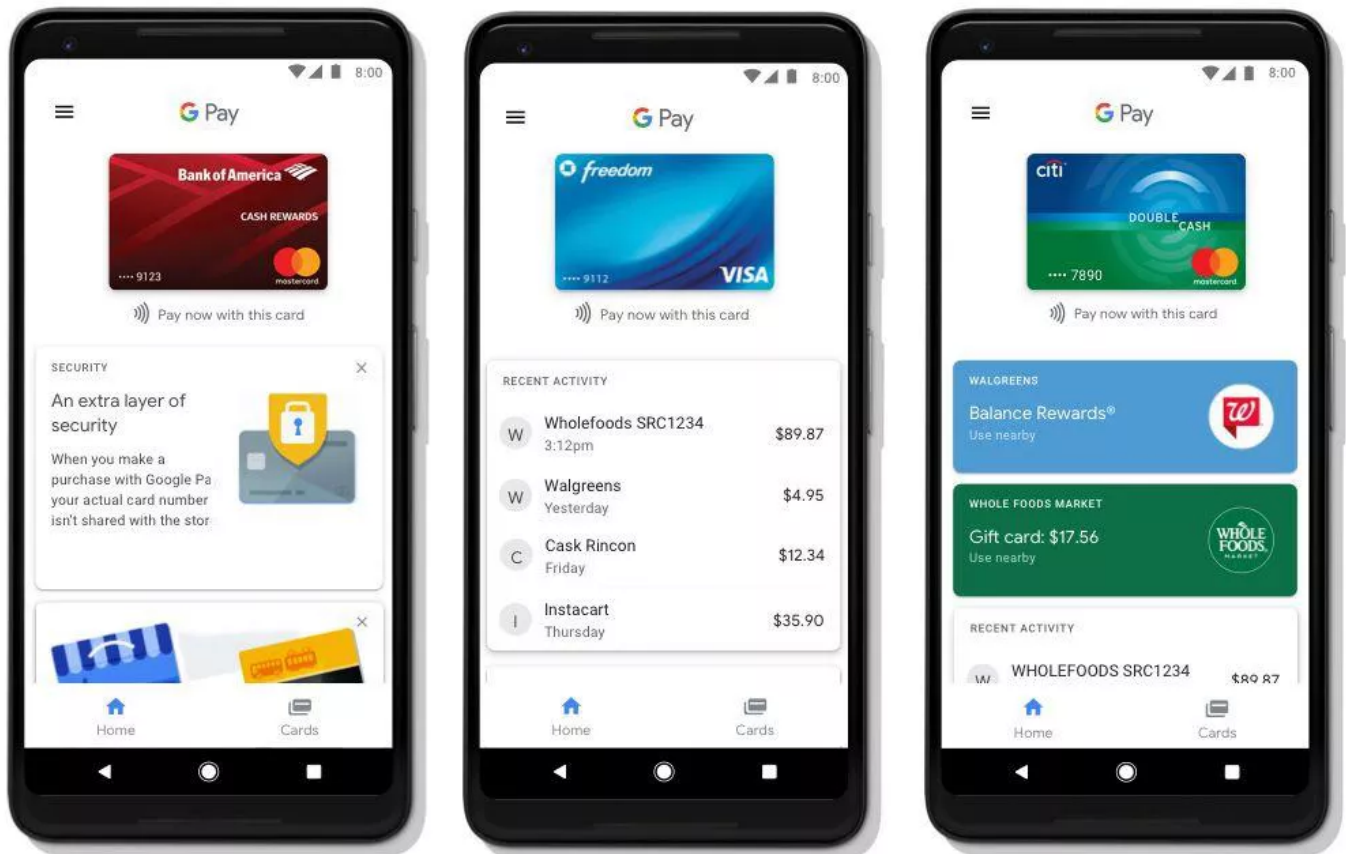 8:00
G Pay
Bank of America
CASH REWARDS
•••• 9123
mastercard
Pay now with this card
SECURITY
An extra layer of
security
When you make a
purchase with Google Pa
your actual card number
isn't shared with the stor
Home
Cards
8:00
G Pay
freedom
•••• 9112
VISA
Pay now with this card
RECENT ACTIVITY
W
Wholefoods SRC1234
$89.87
3:12pm
W
Walgreens
$4.95
Yesterday
C
Cask Rincon
$12.34
Friday
I
Instacart
$35.90
Thursday
Home
Cards
8:00
G Pay
citi
DOUBLE
CASH
•••• 7890
mastercard
Pay now with this card
WALGREENS
Balance Rewards®
Use nearby
W
WHOLE FOODS MARKET
Gift card: $17.56
Use nearby
WHOLE
FOODS
MARKET
RECENT ACTIVITY
W
WHOLEFOODS SRC1234
$89.87
Home
Cards